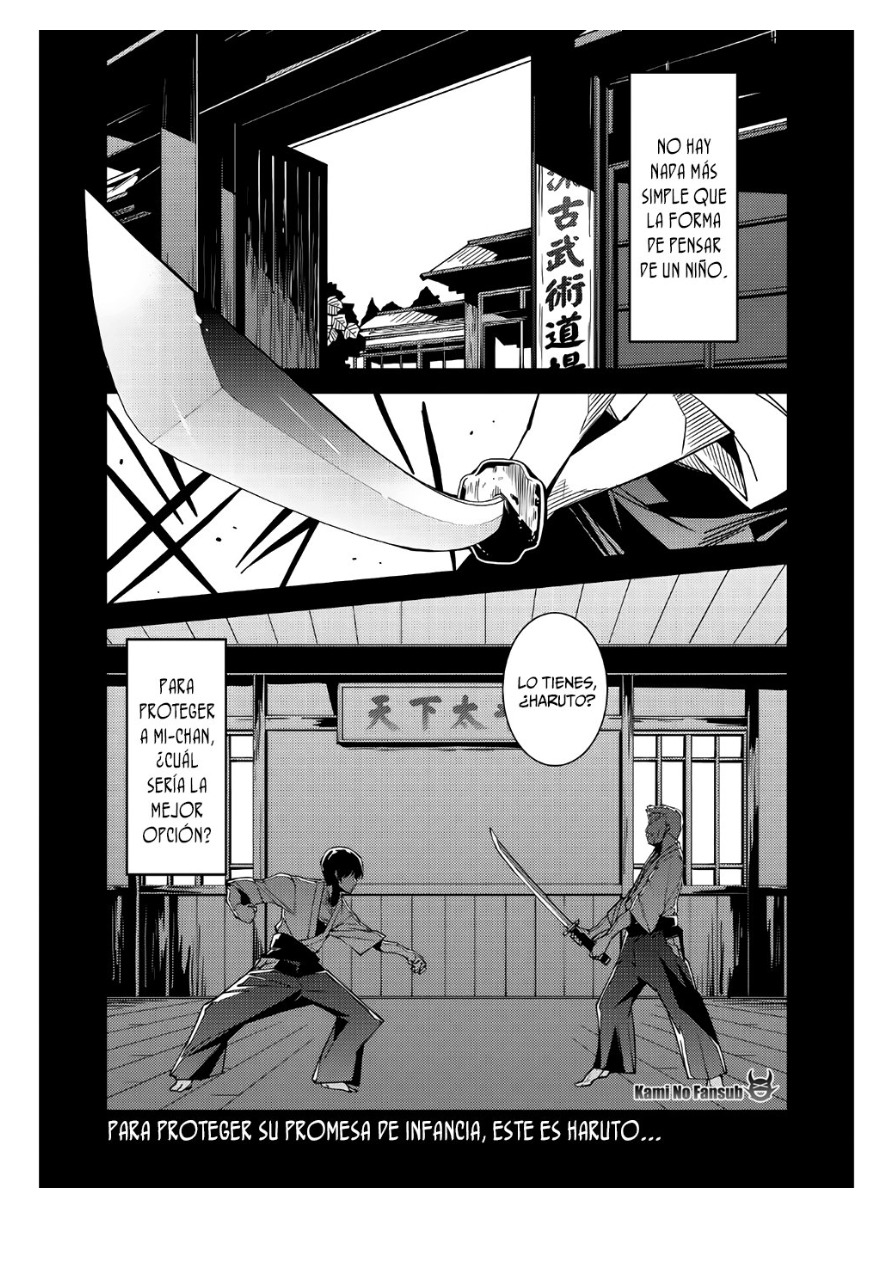 NO HAY
NADA MÁS
SIMPLE QUE
LA FORMA
DE PENSAR
DE UN NIÑO.
古武術道場
LO TIENES,
¿HARUTO?
天下太
PARA
PROTEGER
A MI-CHAN,
¿CUÁL
SERÍA LA
MEJOR
OPCIÓN?
Kami No Fansub
PARA PROTEGER SU PROMESA DE INFANCIA, ESTE ES HARUTO...